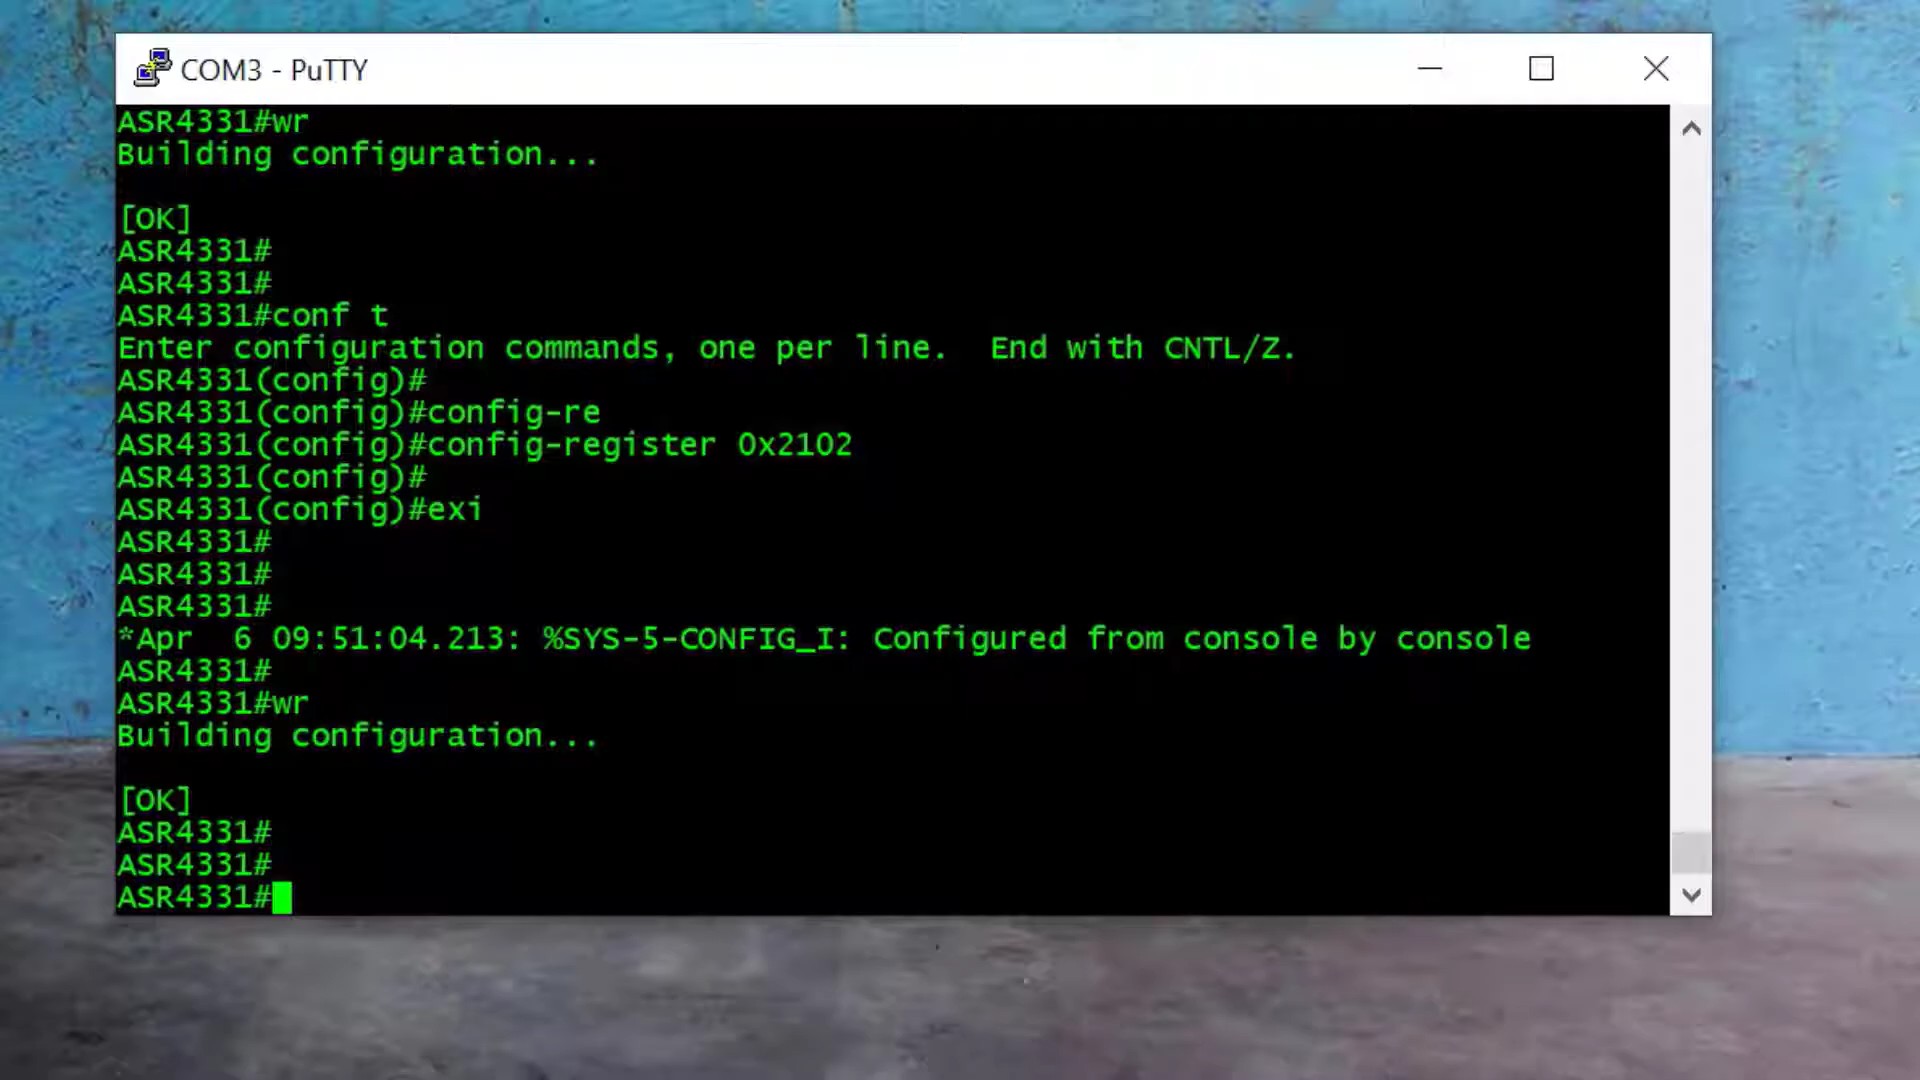 COM3 - PuTTY
ASR4331#wr
Building configuration...
[OK]
ASR4331#
ASR4331#
ASR4331#conf t
Enter configuration commands, one per line.  End with CNTL/Z.
ASR4331(config)#
ASR4331(config)#config-re
ASR4331(config)#config-register 0x2102
ASR4331(config)#
ASR4331(config)#exi
ASR4331#
ASR4331#
ASR4331#
*Apr  6 09:51:04.213: %SYS-5-CONFIG_I: Configured from console by console
ASR4331#
ASR4331#wr
Building configuration...
[OK]
ASR4331#
ASR4331#
ASR4331#